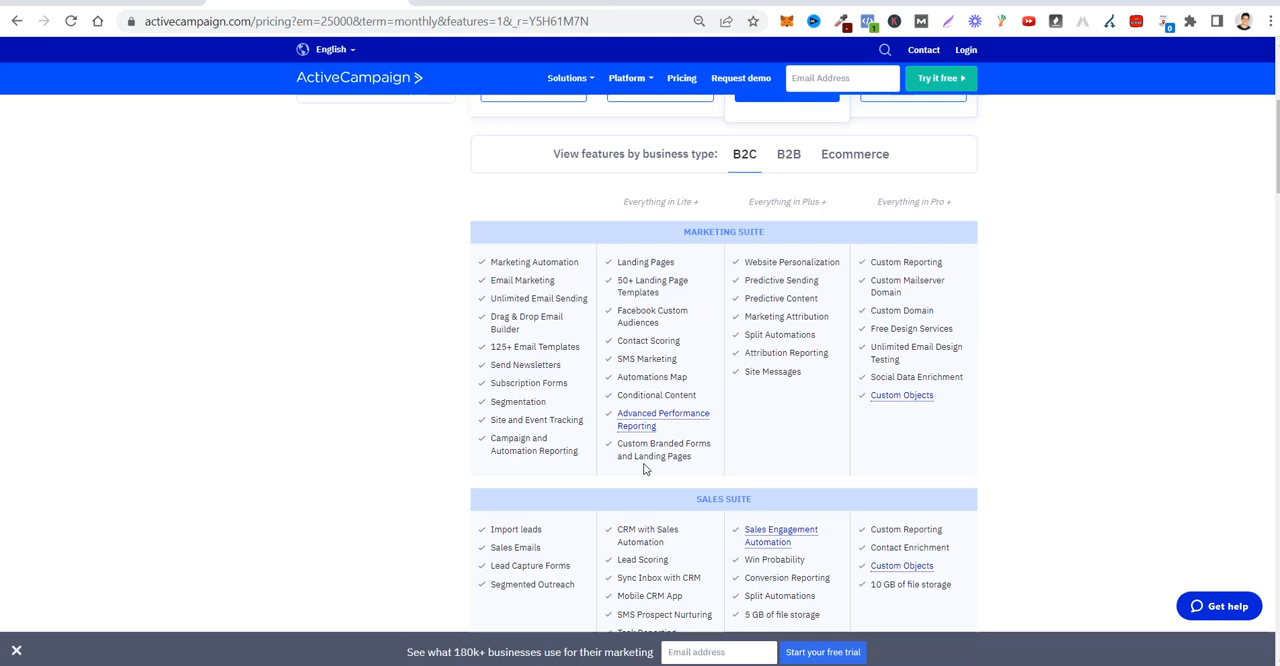 activecampaign.com/pricing?em=25000&term=monthly&features=1&_r=Y5H61M7N
English
Contact
Login
ActiveCampaign >
Solutions
Platform
Pricing
Request demo
Email Address
Try it free
View features by business type:
B2C
B2B
Ecommerce
Everything in Lite +
Everything in Plus +
Everything in Pro +
MARKETING SUITE
Marketing Automation
Email Marketing
Unlimited Email Sending
Drag & Drop Email
Builder
125+ Email Templates
Send Newsletters
Subscription Forms
Segmentation
Site and Event Tracking
Campaign and
Automation Reporting
Landing Pages
50+ Landing Page
Templates
Facebook Custom
Audiences
Contact Scoring
SMS Marketing
Automations Map
Conditional Content
Advanced Performance
Reporting
Custom Branded Forms
and Landing Pages
Website Personalization
Predictive Sending
Predictive Content
Marketing Attribution
Split Automations
Attribution Reporting
Site Messages
Custom Reporting
Custom Mailserver
Domain
Custom Domain
Free Design Services
Unlimited Email Design
Testing
Social Data Enrichment
Custom Objects
SALES SUITE
Import leads
Sales Emails
Lead Capture Forms
Segmented Outreach
CRM with Sales
Automation
Lead Scoring
Sync Inbox with CRM
Mobile CRM App
SMS Prospect Nurturing
Sales Engagement
Automation
Win Probability
Conversion Reporting
Split Automations
5 GB of file storage
Custom Reporting
Contact Enrichment
Custom Objects
10 GB of file storage
Get help
See what 180k+ businesses use for their marketing
Email address
Start your free trial